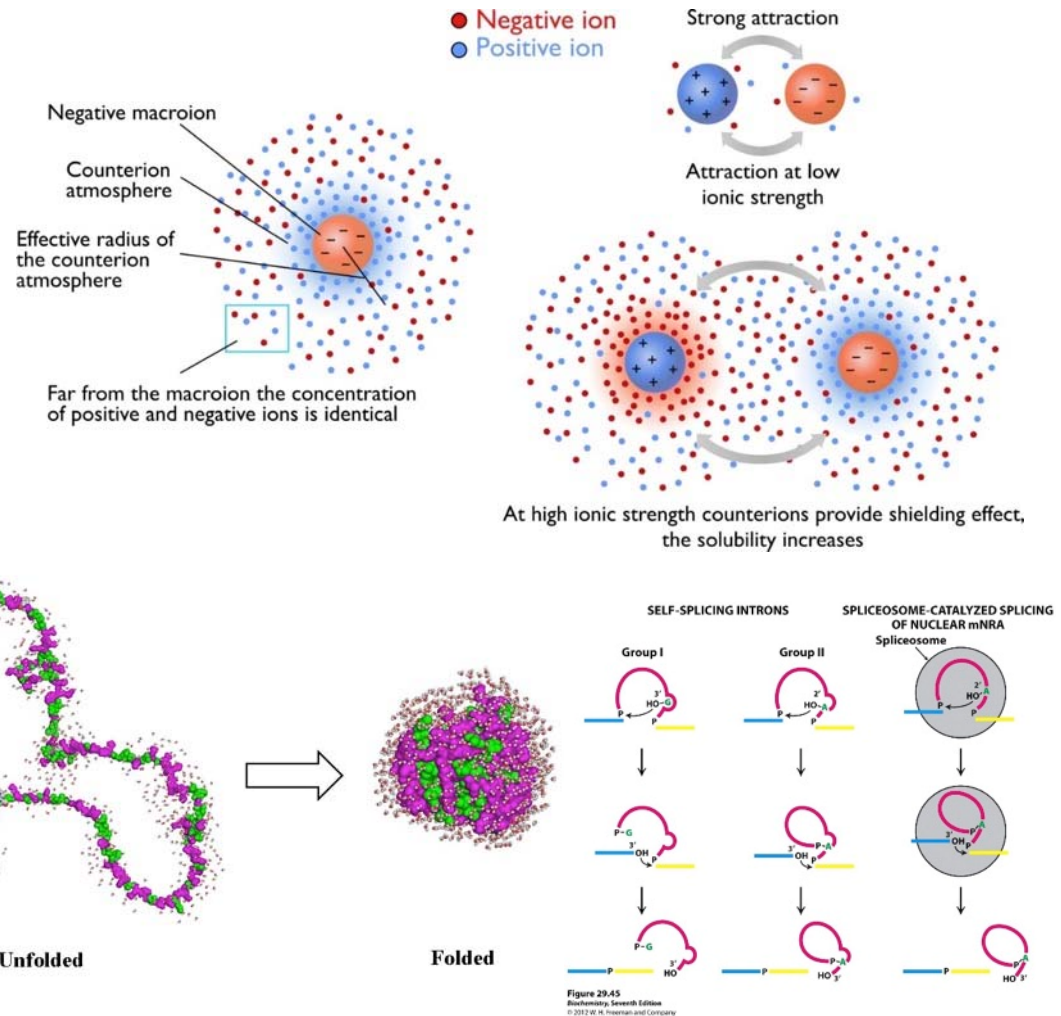 Negative ion
Positive ion
Strong attraction
+ + + + + + +
− − − − − −
Attraction at low
ionic strength
Negative macroion
Counterion
atmosphere
Effective radius of
the counterion
atmosphere
Far from the macroion the concentration
of positive and negative ions is identical
At high ionic strength counterions provide shielding effect,
the solubility increases
Unfolded
Folded
SELF-SPLICING INTRONS
SPLICEOSOME-CATALYZED SPLICING
OF NUCLEAR mNRA
Spliceosome
Group I
Group II
3′
HO–G
P
P
2′
HO–A
P
P
2′
HO A
P
P
P–G
3′
OH
P
P–A
3′
OH
P
P A
3′
OH
P
P–G
3′
HO
P
P–A
HO
3′
P
P A
HO
3′
P
Figure 29.45
Biochemistry, Seventh Edition
© 2012 W. H. Freeman and Company